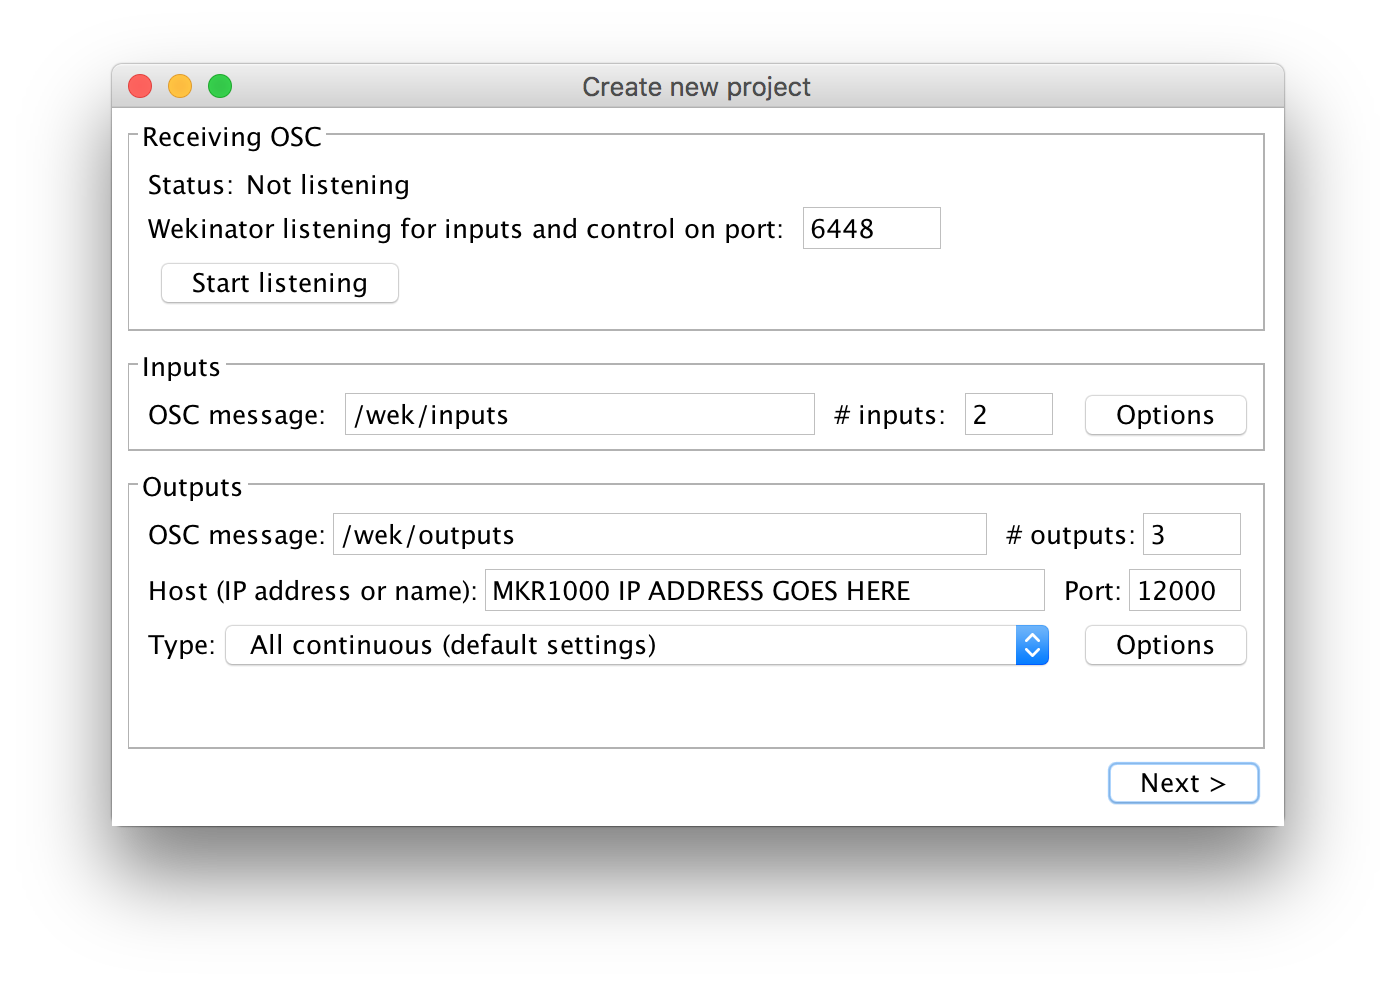 Create new project
Receiving OSC
Status: Not listening
Wekinator listening for inputs and control on port: 6448
Start listening
Inputs
OSC message: /wek/inputs # inputs: 2 Options
Outputs
OSC message: /wek/outputs # outputs: 3
Host (IP address or name): MKR1000 IP ADDRESS GOES HERE Port: 12000
Type: All continuous (default settings) Options
Next >